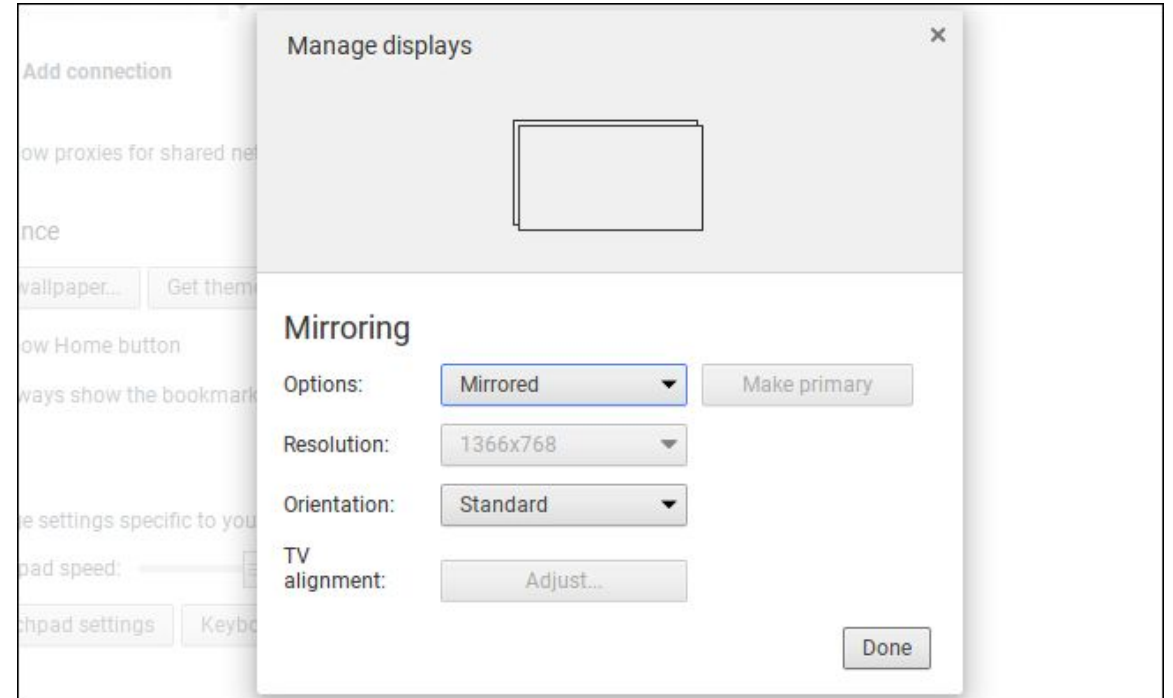 Manage displays
×
Add connection
ow proxies for shared net
nce
wallpaper...
Get them
ow Home button
ways show the bookmark
e settings specific to you
pad speed:
chpad settings
Keybo
Mirroring
Options:
Mirrored
Make primary
Resolution:
1366x768
Orientation:
Standard
TV
alignment:
Adjust...
Done